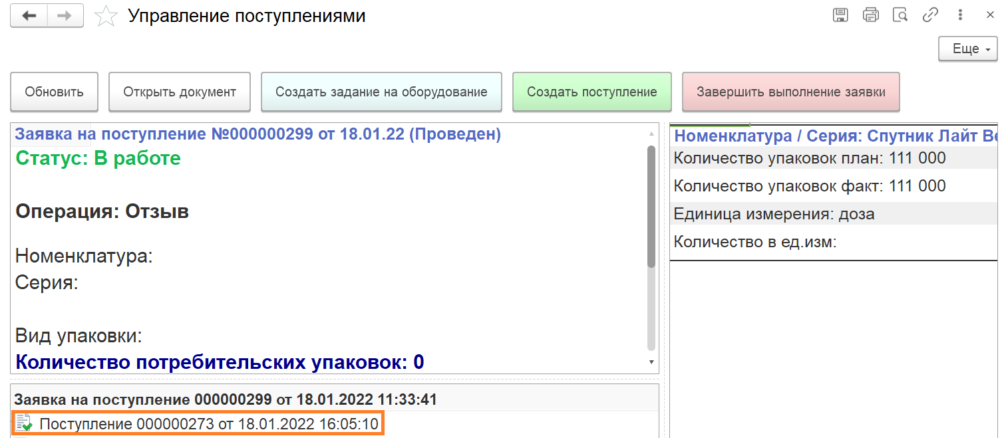 Управление поступлениями
Еще
Обновить
Открыть документ
Создать задание на оборудование
Создать поступление
Завершить выполнение заявки
Заявка на поступление №000000299 от 18.01.22 (Проведен)
Статус: В работе
Операция: Отзыв
Номенклатура:
Серия:
Вид упаковки:
Количество потребительских упаковок: 0
Заявка на поступление 000000299 от 18.01.2022 11:33:41
Поступление 000000273 от 18.01.2022 16:05:10
Номенклатура / Серия: Спутник Лайт
Количество упаковок план: 111 000
Количество упаковок факт: 111 000
Единица измерения: доза
Количество в ед.изм: